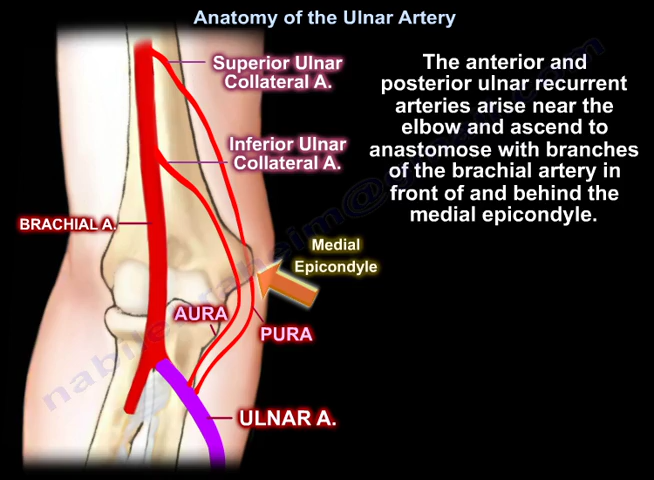 Anatomy of the Ulnar Artery
Superior Ulnar
Collateral A.
Inferior Ulnar
Collateral A.
BRACHIAL A.
Medial
Epicondyle
AURA
PURA
ULNAR A.
The anterior and
posterior ulnar recurrent
arteries arise near the
elbow and ascend to
anastomose with branches
of the brachial artery in
front of and behind the
medial epicondyle.